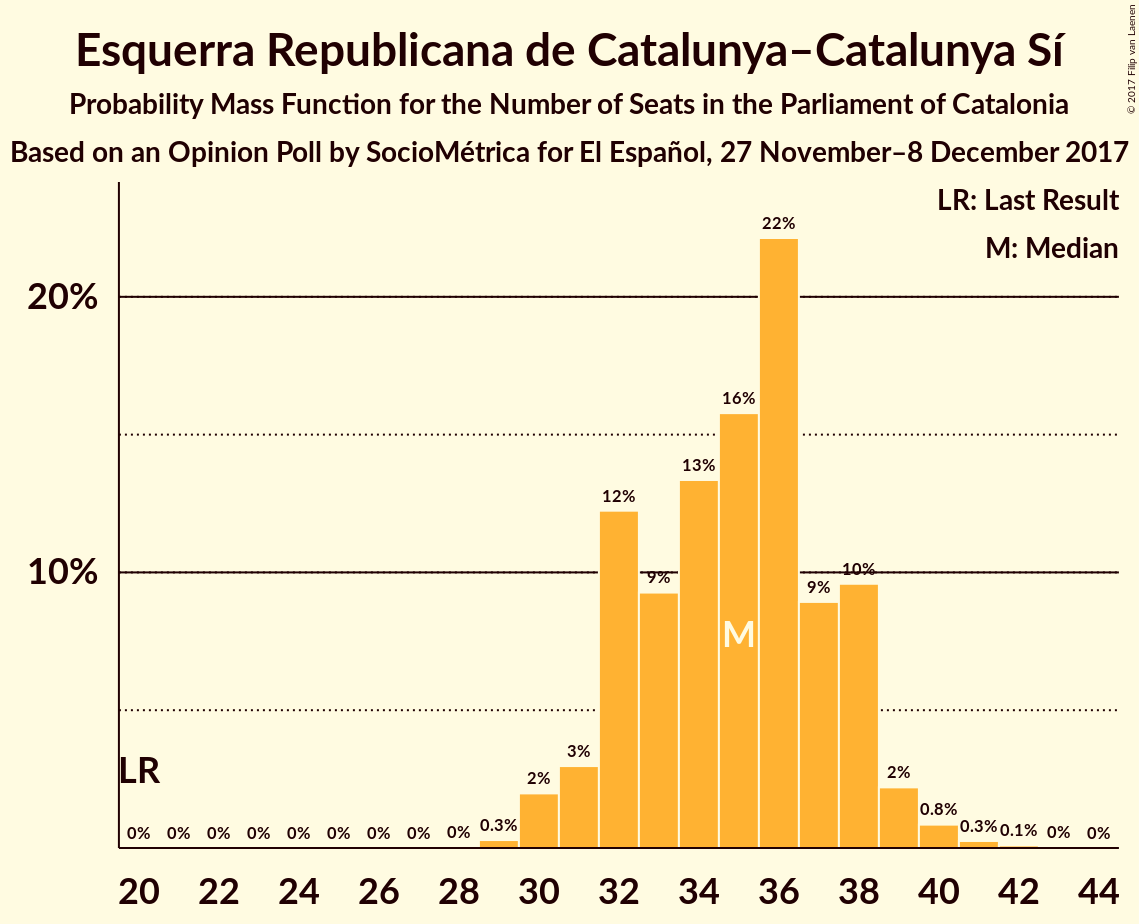 Esquerra Republicana de Catalunya–Catalunya Sí
Probability Mass Function for the Number of Seats in the Parliament of Catalonia
Based on an Opinion Poll by SocioMétrica for El Español, 27 November–8 December 2017
© 2017 Filip van Laenen
LR: Last Result
M: Median
20%
10%
22%
16%
13%
12%
9%
9%
10%
M
LR
0% 0% 0% 0% 0% 0% 0% 0% 0% 0.3% 2% 3% 2% 0.8% 0.3% 0.1% 0% 0%
20 22 24 26 28 30 32 34 36 38 40 42 44